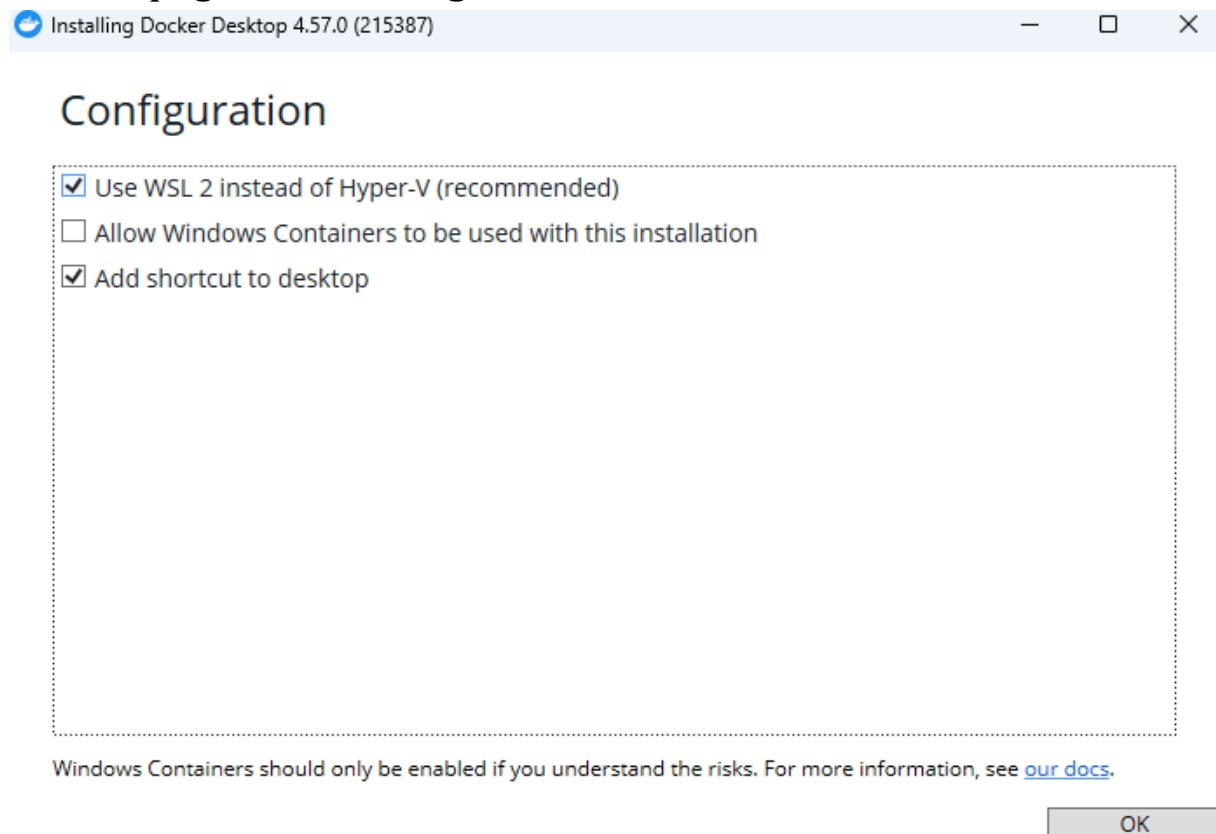 Installing Docker Desktop 4.57.0 (215387)
Configuration
Use WSL 2 instead of Hyper-V (recommended)
Allow Windows Containers to be used with this installation
Add shortcut to desktop
Windows Containers should only be enabled if you understand the risks. For more information, see our docs.
OK